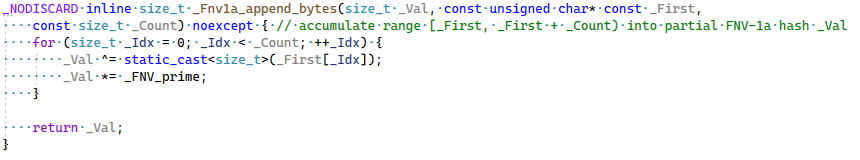 _NODISCARD inline size_t _Fnv1a_append_bytes(size_t _Val, const unsigned char* const _First,
    const size_t _Count) noexcept { // accumulate range [_First, _First + _Count) into partial FNV-1a hash _Val
    for (size_t _Idx = 0; _Idx < _Count; ++_Idx) {
        _Val ^= static_cast<size_t>(_First[_Idx]);
        _Val *= _FNV_prime;
    }

    return _Val;
}